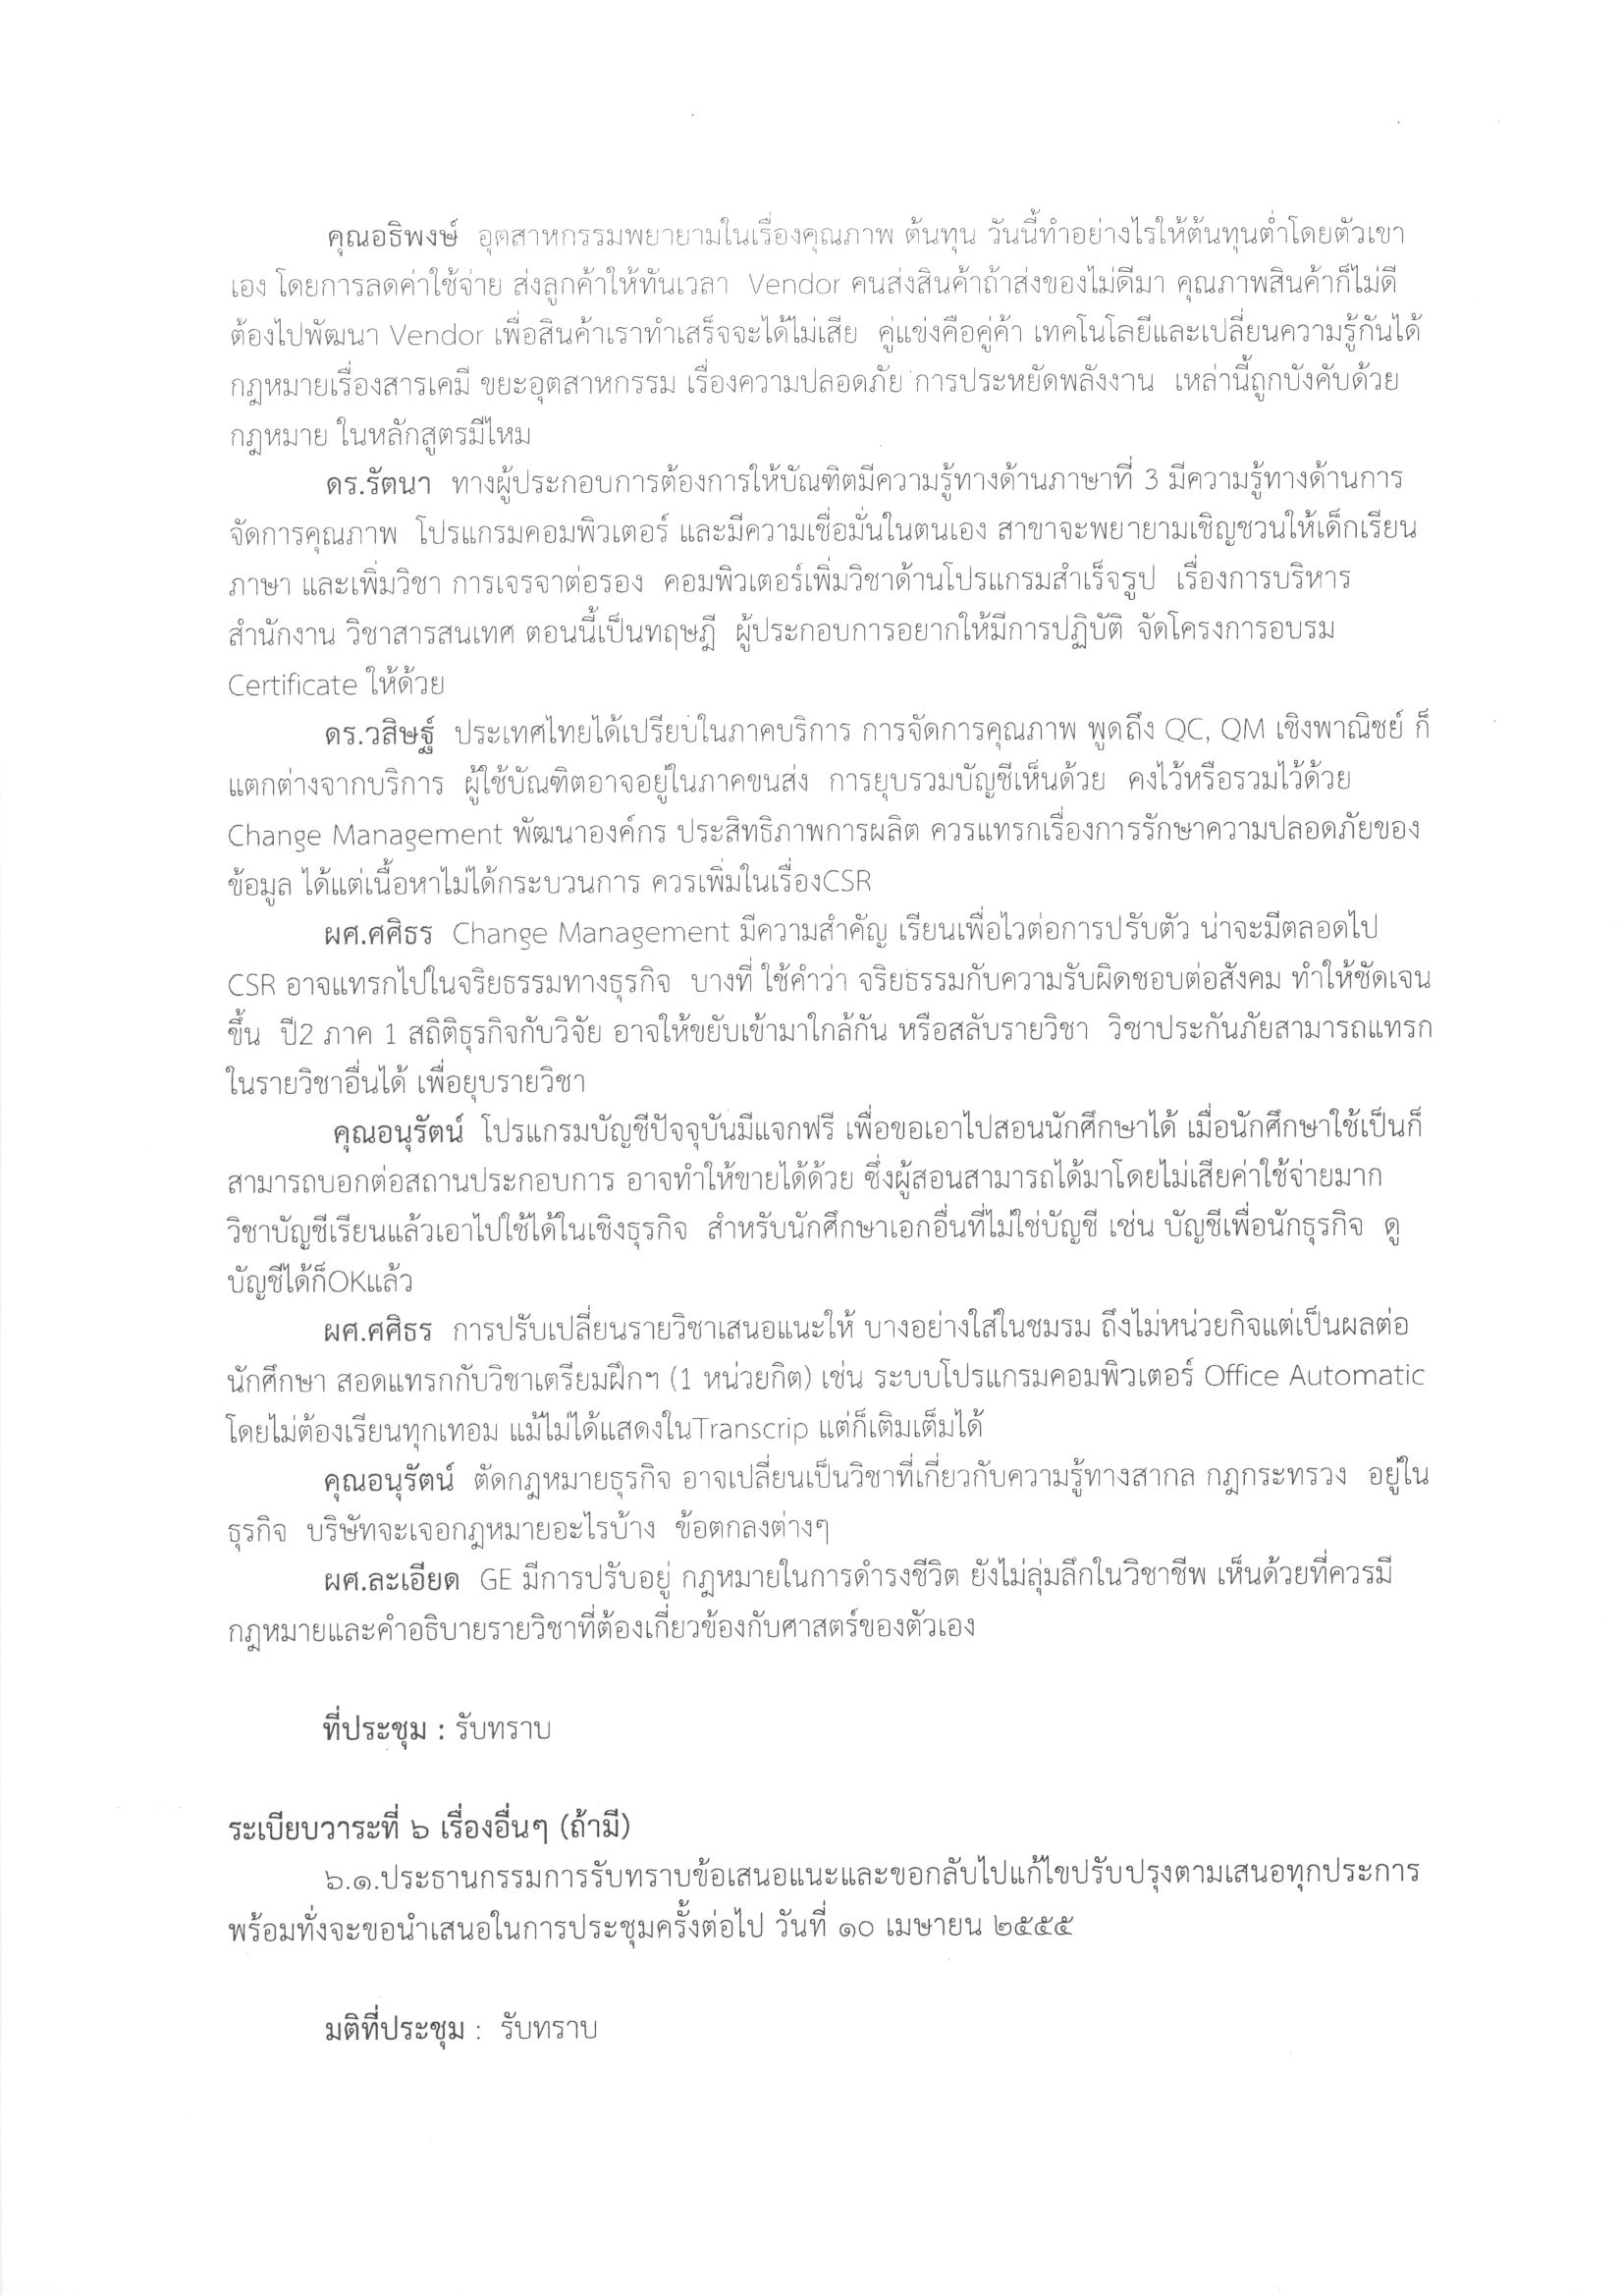 คุณอธิพงษ์ อุตสาหกรรมพยายามในเรื่องคุณภาพ ต้นทุน วันนี้ทำอย่างไรให้ต้นทุนต่ำโดยตัวเขา
เอง โดยการลดค่าใช้จ่าย ส่งลูกค้าให้ทันเวลา Vendor คนส่งสินค้าถ้าส่งของไม่ดีมา คุณภาพสินค้าก็ไม่ดี
ต้องไปพัฒนา Vendor เพื่อสินค้าเราทำเสร็จจะได้ไม่เสีย คู่แข่งคือคู่ค้า เทคโนโลยีและเปลี่ยนความรู้กันได้
กฎหมายเรื่องสารเคมี ขยะอุตสาหกรรม เรื่องความปลอดภัย การประหยัดพลังงาน เหล่านี้ถูกบังคับด้วย
กฎหมาย ในหลักสูตรมีไหม
ดร.รัตนา ทางผู้ประกอบการต้องการให้บัณฑิตมีความรู้ทางด้านภาษาที่ 3 มีความรู้ทางด้านการ
จัดการคุณภาพ โปรแกรมคอมพิวเตอร์ และมีความเชื่อมั่นในตนเอง สาขาจะพยายามเชิญชวนให้เด็กเรียน
ภาษา และเพิ่มวิชา การเจรจาต่อรอง คอมพิวเตอร์เพิ่มวิชาด้านโปรแกรมสำเร็จรูป เรื่องการบริหาร
สำนักงาน วิชาสารสนเทศ ตอนนี้เป็นทฤษฎี ผู้ประกอบการอยากให้มีการปฏิบัติ จัดโครงการอบรม
Certificate ให้ด้วย
ดร.วสิษฐ์ ประเทศไทยได้เปรียบในภาคบริการ การจัดการคุณภาพ พูดถึง QC, QM เชิงพาณิชย์ ก็
แตกต่างจากบริการ ผู้ใช้บัณฑิตอาจอยู่ในภาคขนส่ง การยุบรวมบัญชีเห็นด้วย คงไว้หรือรวมไว้ด้วย
Change Management พัฒนาองค์กร ประสิทธิภาพการผลิต ควรแทรกเรื่องการรักษาความปลอดภัยของ
ข้อมูล ได้แต่เนื้อหาไม่ได้กระบวนการ ควรเพิ่มในเรื่องCSR
ผศ.ศศิธร Change Management มีความสำคัญ เรียนเพื่อไวต่อการปรับตัว น่าจะมีตลอดไป
CSR อาจแทรกไปในจริยธรรมทางธุรกิจ บางที่ ใช้คำว่า จริยธรรมกับความรับผิดชอบต่อสังคม ทำให้ชัดเจน
ขึ้น ปี2 ภาค 1 สถิติธุรกิจกับวิจัย อาจให้ขยับเข้ามาใกล้กัน หรือสลับรายวิชา วิชาประกันภัยสามารถแทรก
ในรายวิชาอื่นได้ เพื่อยุบรายวิชา
คุณอนุรัตน์ โปรแกรมบัญชีปัจจุบันมีแจกฟรี เพื่อขอเอาไปสอนนักศึกษาได้ เมื่อนักศึกษาใช้เป็นก็
สามารถบอกต่อสถานประกอบการ อาจทำให้ขายได้ด้วย ซึ่งผู้สอนสามารถได้มาโดยไม่เสียค่าใช้จ่ายมาก
วิชาบัญชีเรียนแล้วเอาไปใช้ได้ในเชิงธุรกิจ สำหรับนักศึกษาเอกอื่นที่ไม่ใช่บัญชี เช่น บัญชีเพื่อนักธุรกิจ ดู
บัญชีได้ก็OKแล้ว
ผศ.ศศิธร การปรับเปลี่ยนรายวิชาเสนอแนะให้ บางอย่างใส่ในชมรม ถึงไม่หน่วยกิจแต่เป็นผลต่อ
นักศึกษา สอดแทรกกับวิชาเตรียมฝึกฯ (1 หน่วยกิต) เช่น ระบบโปรแกรมคอมพิวเตอร์ Office Automatic
โดยไม่ต้องเรียนทุกเทอม แม้ไม่ได้แสดงในTranscrip แต่ก็เติมเต็มได้
คุณอนุรัตน์ ตัดกฎหมายธุรกิจ อาจเปลี่ยนเป็นวิชาที่เกี่ยวกับความรู้ทางสากล กฎกระทรวง อยู่ใน
ธุรกิจ บริษัทจะเจอกฎหมายอะไรบ้าง ข้อตกลงต่างๆ
ผศ.ละเอียด GE มีการปรับอยู่ กฎหมายในการดำรงชีวิต ยังไม่ลุ่มลึกในวิชาชีพ เห็นด้วยที่ควรมี
กฎหมายและคำอธิบายรายวิชาที่ต้องเกี่ยวข้องกับศาสตร์ของตัวเอง
ที่ประชุม : รับทราบ
ระเบียบวาระที่ ๖ เรื่องอื่นๆ (ถ้ามี)
๖.๑.ประธานกรรมการรับทราบข้อเสนอแนะและขอกลับไปแก้ไขปรับปรุงตามเสนอทุกประการ
พร้อมทั่งจะขอนำเสนอในการประชุมครั้งต่อไป วันที่ ๑๐ เมษายน ๒๕๕๕
มติที่ประชุม : รับทราบ